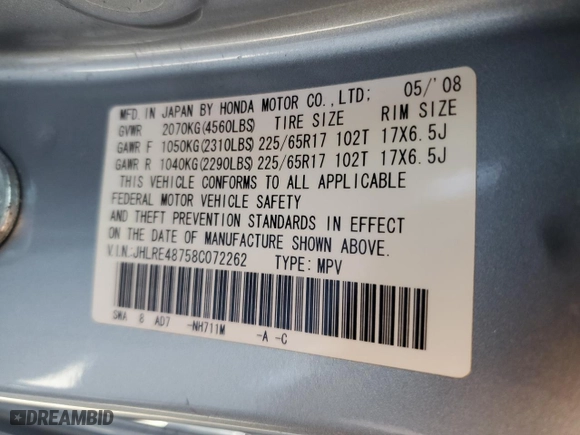 MFD. IN JAPAN BY HONDA MOTOR CO.,LTD; 05/'08
GVWR 2070KG(4560LBS) TIRE SIZE RIM SIZE
GAWR F 1050KG(2310LBS) 225/65R17 102T 17X6.5J
GAWR R 1040KG(2290LBS) 225/65R17 102T 17X6.5J
THIS VEHICLE CONFORMS TO ALL APPLICABLE
FEDERAL MOTOR VEHICLE SAFETY
AND THEFT PREVENTION STANDARDS IN EFFECT
ON THE DATE OF MANUFACTURE SHOWN ABOVE.
V.I.N.:JHLRE48758C072262 TYPE:MPV
SWA 8 AD7 -NH711M -A -C
DREAMBID